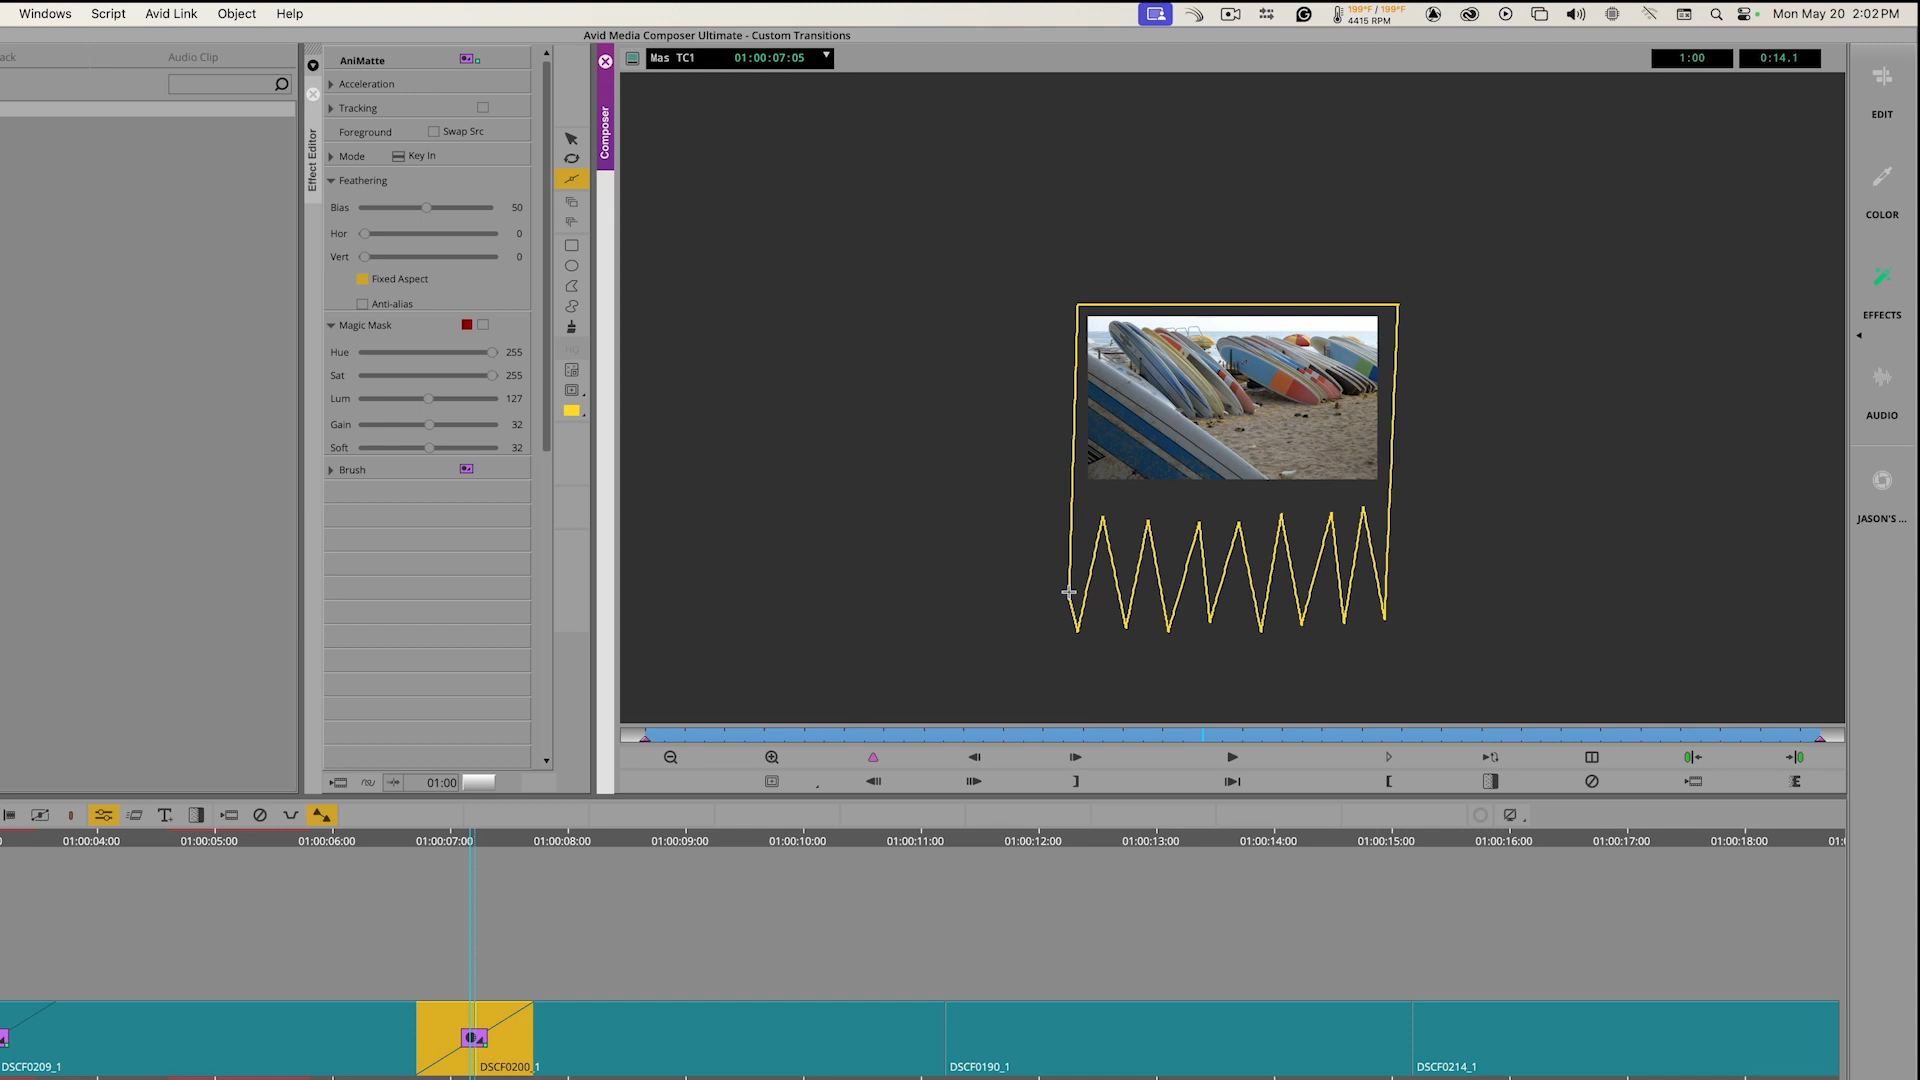 Windows Script Avid Link Object Help
199°F / 199°F
4415 RPM
Mon May 20 2:02 PM
Avid Media Composer Ultimate - Custom Transitions
ack Audio Clip
AniMatte
Acceleration
Tracking
Foreground Swap Src
Mode Key In
Feathering
Bias 50
Hor 0
Vert 0
Fixed Aspect
Anti-alias
Magic Mask
Hue 255
Sat 255
Lum 127
Gain 32
Soft 32
Brush
01:00
Effect Editor
HQ
Composer
Mas TC1 01:00:07:05 1:00 0:14.1
EDIT
COLOR
EFFECTS
AUDIO
JASON'S ...
01:00:04:00 01:00:05:00 01:00:06:00 01:00:07:00 01:00:08:00 01:00:09:00 01:00:10:00 01:00:11:00 01:00:12:00 01:00:13:00 01:00:14:00 01:00:15:00 01:00:16:00 01:00:17:00 01:00:18:00
DSCF0209_1 DSCF0200_1 DSCF0190_1 DSCF0214_1